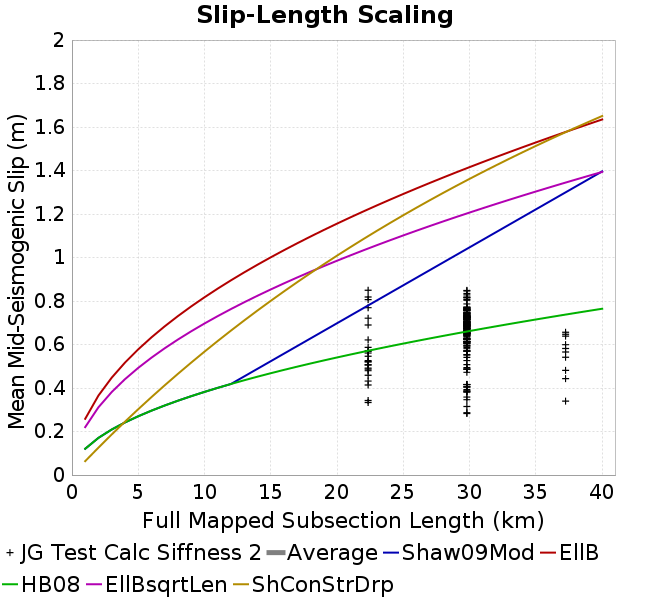 Slip-Length Scaling
Mean Mid-Seismogenic Slip (m)
2
1.8
1.6
1.4
1.2
1
0.8
0.6
0.4
0.2
0
0 5 10 15 20 25 30 35 40
Full Mapped Subsection Length (km)
JG Test Calc Siffness 2 Average Shaw09Mod EllB
HB08 EllBsqrtLen ShConStrDrp